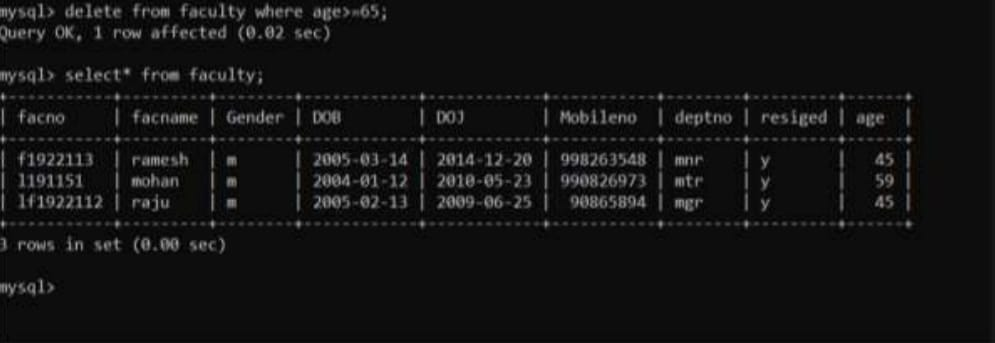 mysql> delete from faculty where age>=65;
Query OK, 1 row affected (0.02 sec)
mysql> select* from faculty;
| facno | facname | Gender | DOB | DOJ | Mobileno | deptno | resiged | age |
| f1922113 | ramesh | m | 2005-03-14 | 2014-12-20 | 998263548 | mnr | y | 45 |
| l191151 | mohan | m | 2004-01-12 | 2010-05-23 | 990826973 | mtr | y | 59 |
| lf1922112 | raju | m | 2005-02-13 | 2009-06-25 | 90865894 | mgr | y | 45 |
3 rows in set (0.00 sec)
mysql>